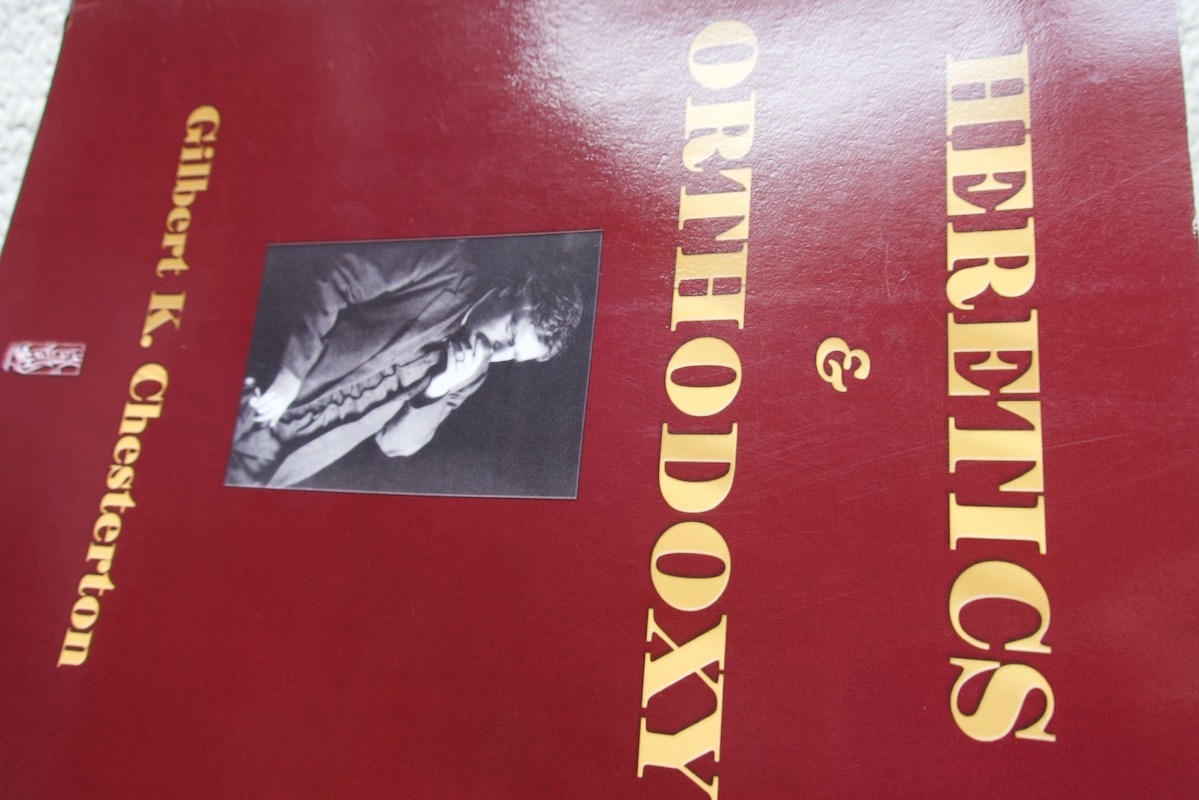 HERETICS
&
ORTHODOXY
Gilbert K. Chesterton